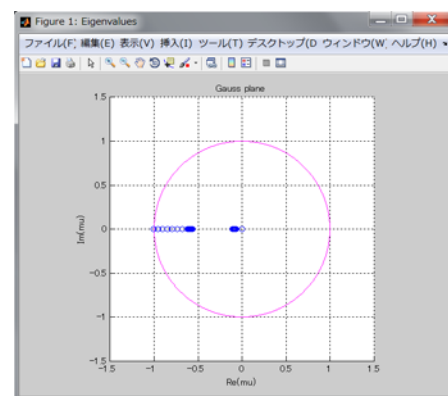 Figure 1: Eigenvalues
ファイル(F) 編集(E) 表示(V) 挿入(I) ツール(T) デスクトップ(D ウィンドウ(W) ヘルプ(H)
Gauss plane
1.5
1
0.5
0
-0.5
-1
-1.5
Im(mu)
-1.5 -1 -0.5 0 0.5 1 1.5
Re(mu)